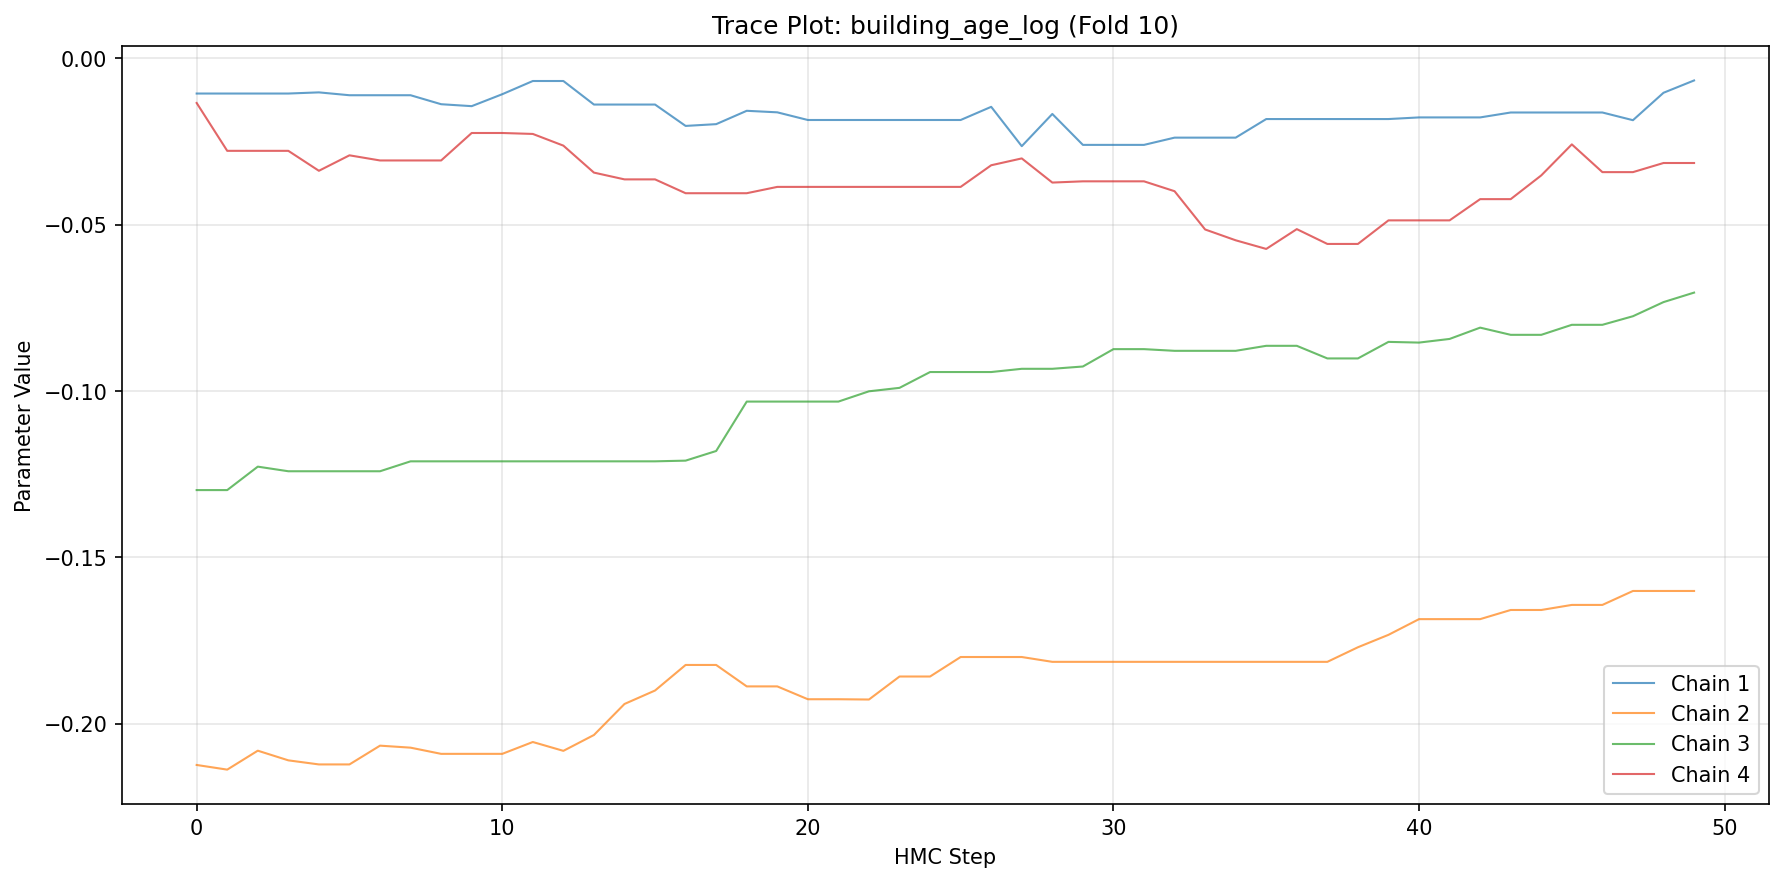 Trace Plot: building_age_log (Fold 10)
Parameter Value
0.00
−0.05
−0.10
−0.15
−0.20
0
10
20
30
40
50
HMC Step
Chain 1
Chain 2
Chain 3
Chain 4